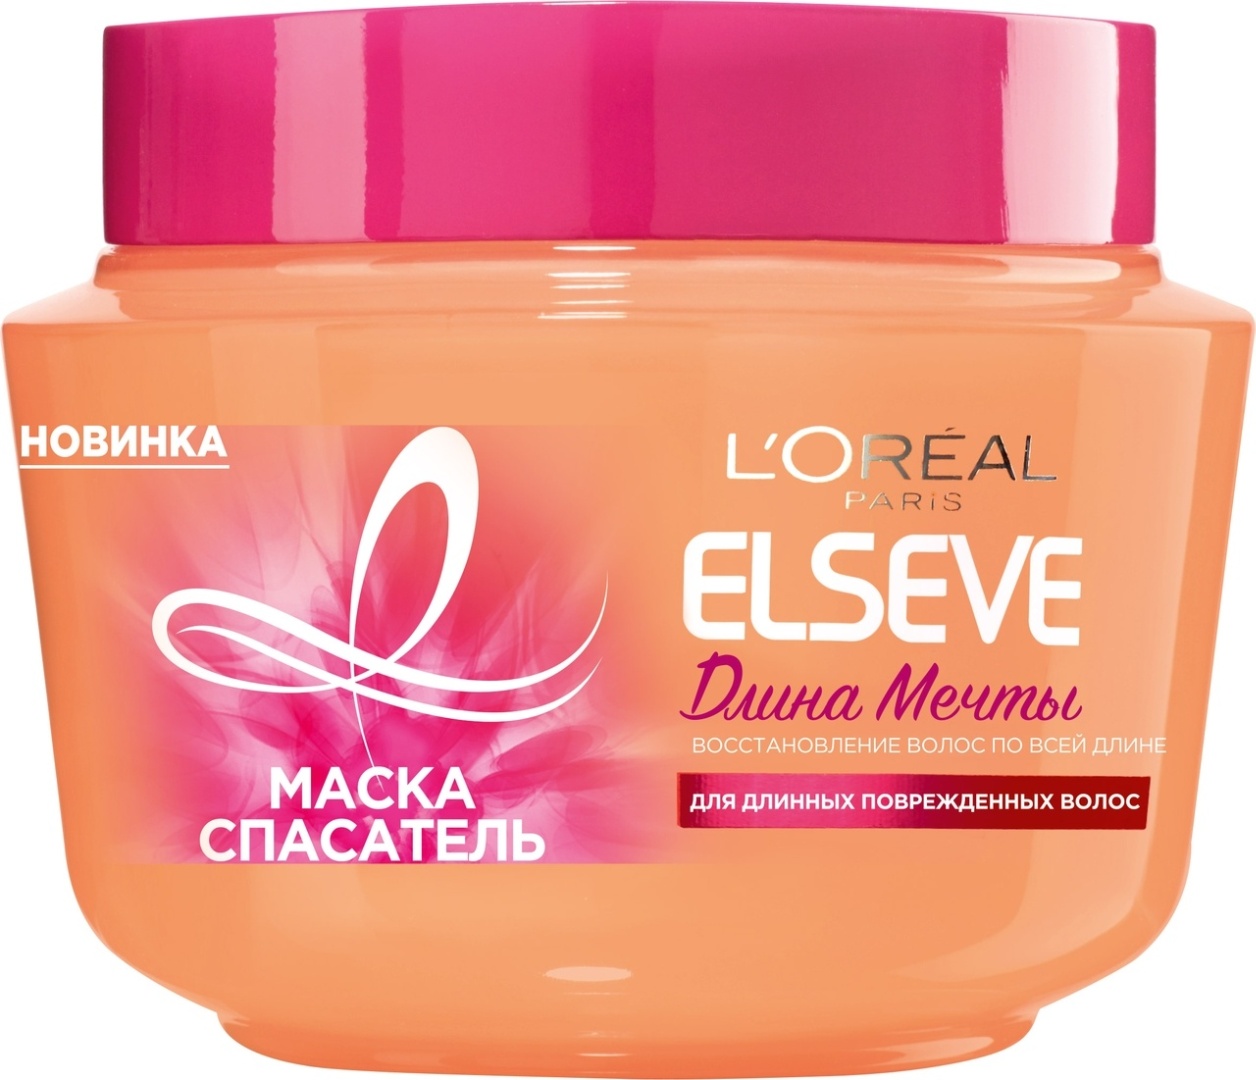 НОВИНКА
МАСКА
СПАСАТЕЛЬ
L'ORÉAL
PARIS
ELSEVE
Длина Мечты
ВОССТАНОВЛЕНИЕ ВОЛОС ПО ВСЕЙ ДЛИНЕ
ДЛЯ ДЛИННЫХ ПОВРЕЖДЕННЫХ ВОЛОС